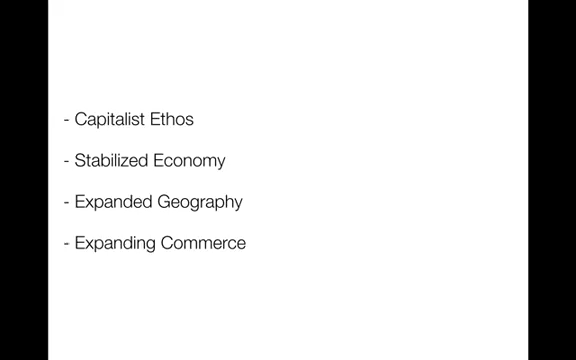 - Capitalist Ethos
- Stabilized Economy
- Expanded Geography
- Expanding Commerce